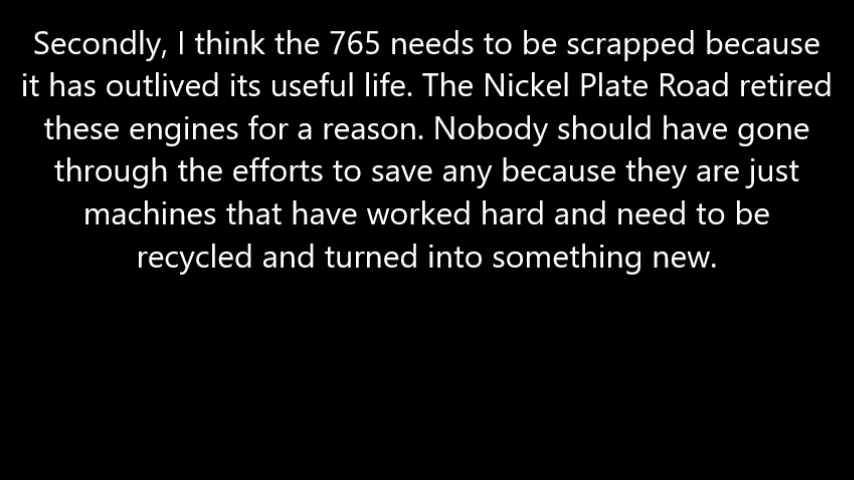 Secondly, I think the 765 needs to be scrapped because
it has outlived its useful life. The Nickel Plate Road retired
these engines for a reason. Nobody should have gone
through the efforts to save any because they are just
machines that have worked hard and need to be
recycled and turned into something new.